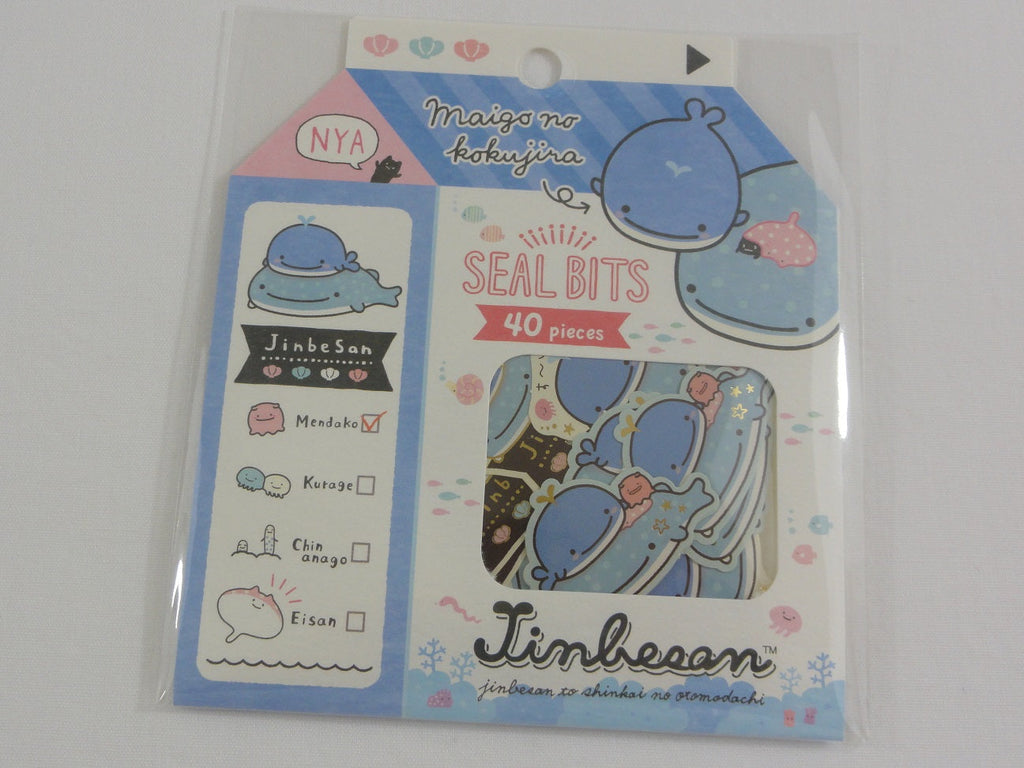 NYA
Maigo no
kokujira
SEAL BITS
40 pieces
JinbeSan
Mendako
Kurage
Chin
anago
Eisan
Jinbesan™
jinbesan to shinkai no otomodachi